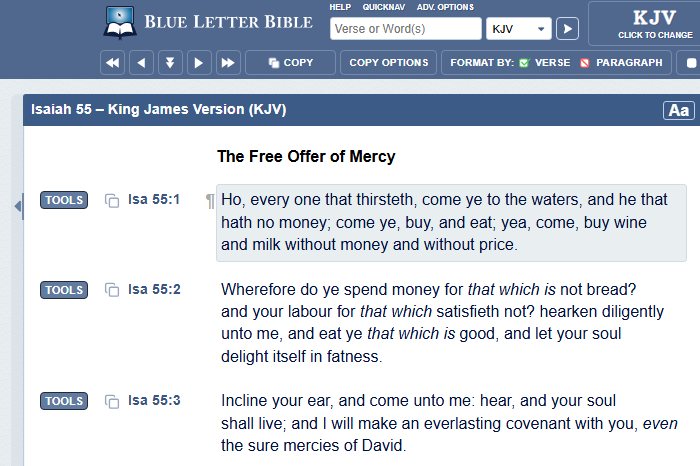 HELP QUICKNAV ADV. OPTIONS
BLUE LETTER BIBLE
Verse or Word(s)
KJV
KJV
CLICK TO CHANGE
COPY
COPY OPTIONS
FORMAT BY: VERSE PARAGRAPH
Isaiah 55 – King James Version (KJV)
Aa
The Free Offer of Mercy
TOOLS Isa 55:1 ¶ Ho, every one that thirsteth, come ye to the waters, and he that
hath no money; come ye, buy, and eat; yea, come, buy wine
and milk without money and without price.
TOOLS Isa 55:2 Wherefore do ye spend money for that which is not bread?
and your labour for that which satisfieth not? hearken diligently
unto me, and eat ye that which is good, and let your soul
delight itself in fatness.
TOOLS Isa 55:3 Incline your ear, and come unto me: hear, and your soul
shall live; and I will make an everlasting covenant with you, even
the sure mercies of David.